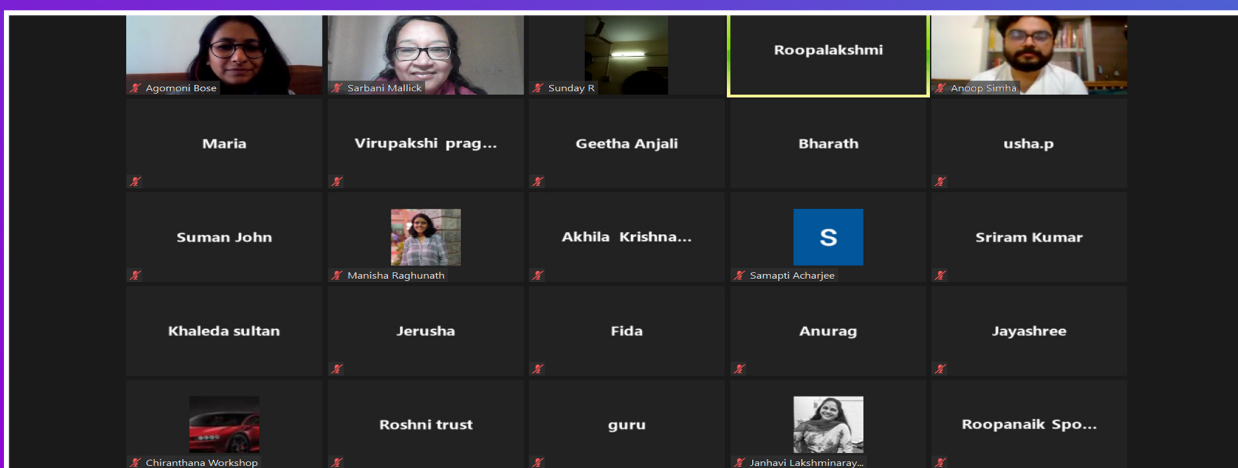 Agomoni Bose
Sarbani Mallick
Sunday R
Roopalakshmi
Anoop Simha
Maria
Virupakshi prag...
Geetha Anjali
Bharath
usha.p
Suman John
Manisha Raghunath
Akhila Krishna...
S
Samapti Acharjee
Sriram Kumar
Khaleda sultan
Jerusha
Fida
Anurag
Jayashree
Chiranthana Workshop
Roshni trust
guru
Janhavi Lakshminaray...
Roopanaik Spo...